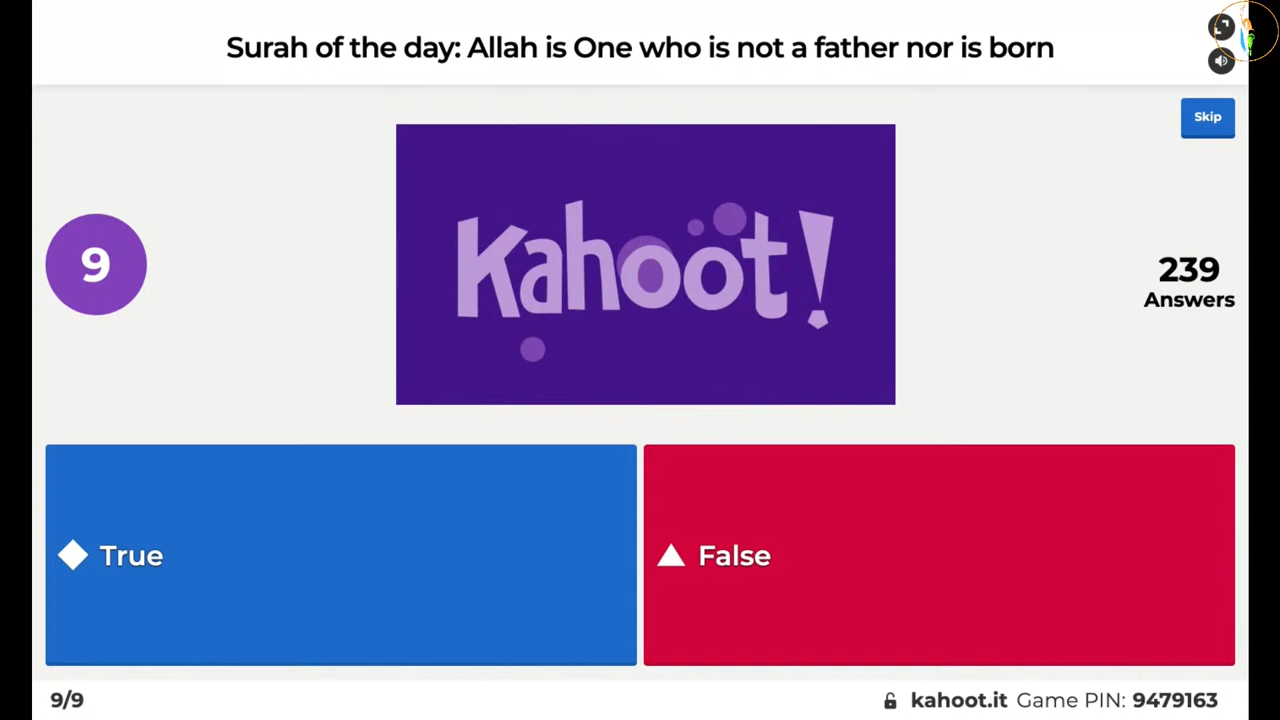 Surah of the day: Allah is One who is not a father nor is born
Skip
Kahoot!
9
239
Answers
True
False
9/9
kahoot.it Game PIN: 9479163